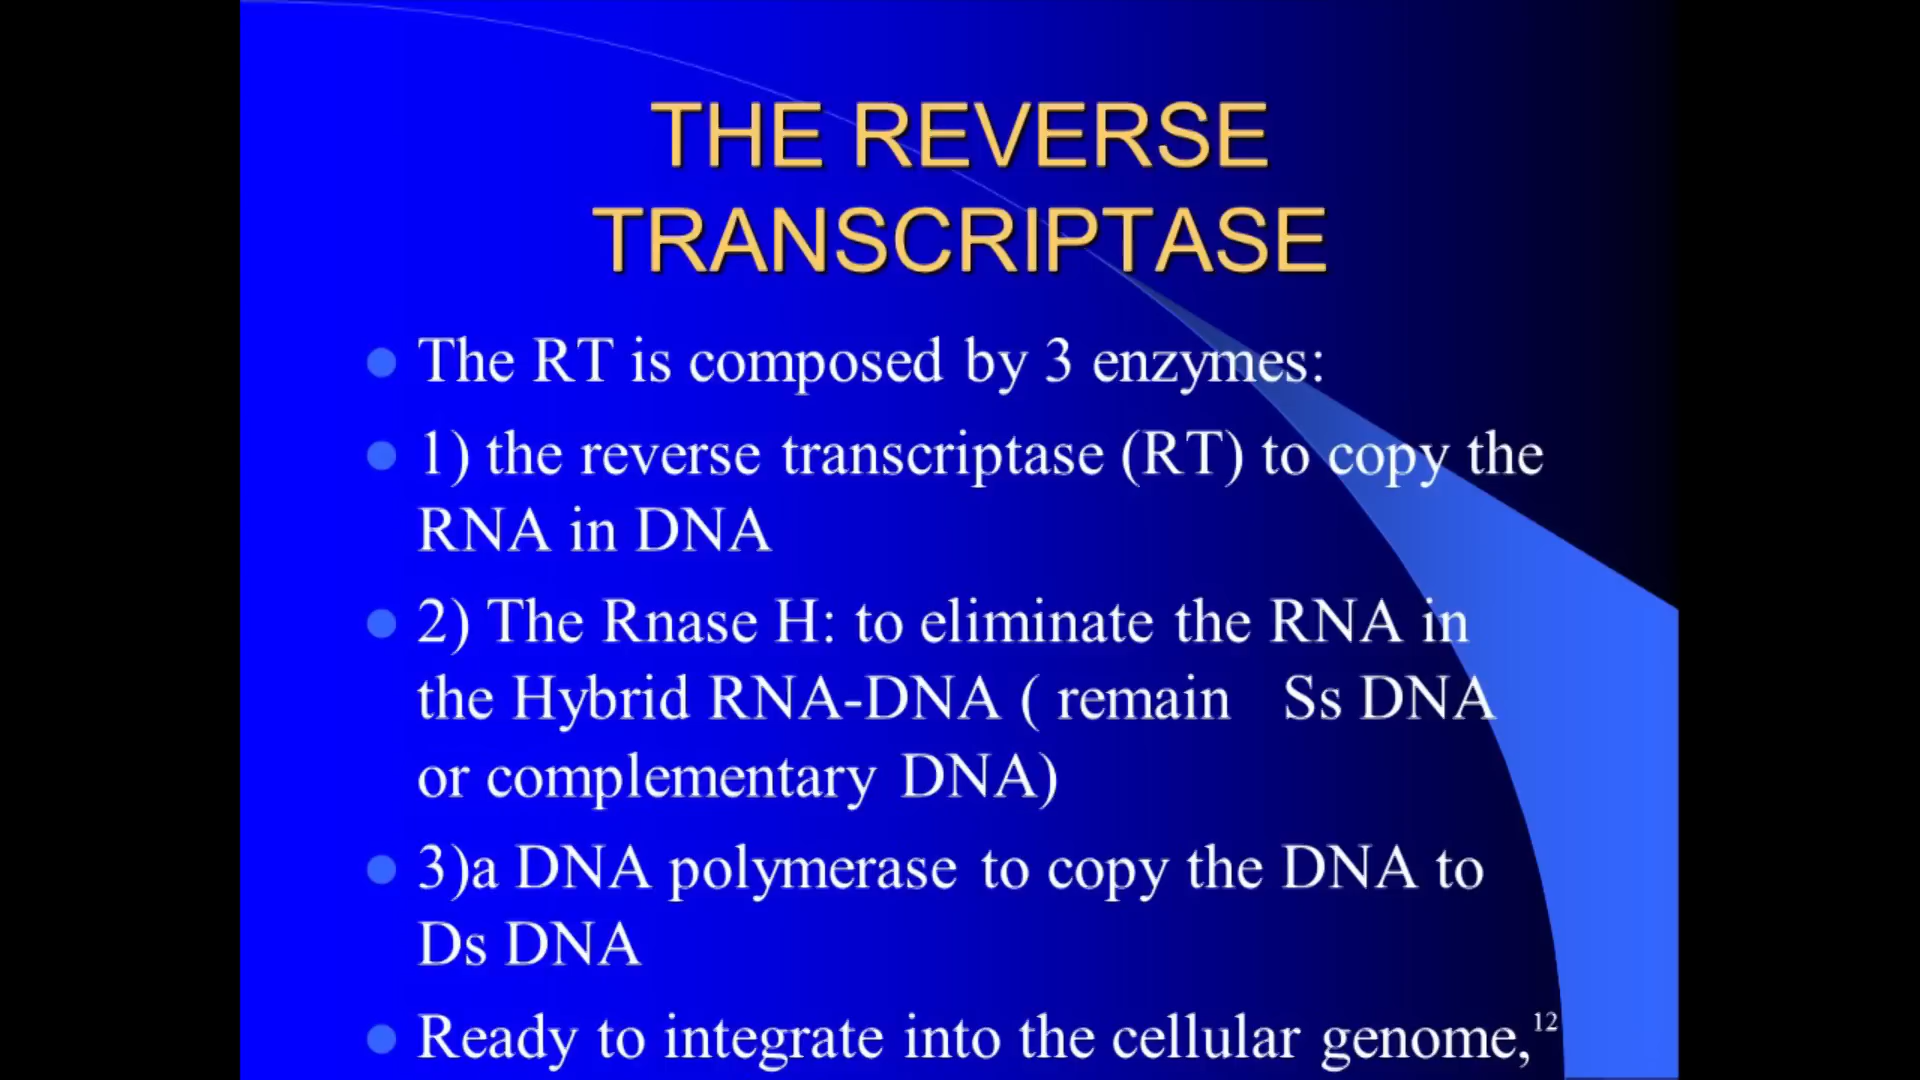 THE REVERSE
TRANSCRIPTASE
The RT is composed by 3 enzymes:
1) the reverse transcriptase (RT) to copy the
RNA in DNA
2) The Rnase H: to eliminate the RNA in
the Hybrid RNA-DNA ( remain Ss DNA
or complementary DNA)
3)a DNA polymerase to copy the DNA to
Ds DNA
Ready to integrate into the cellular genome,
12